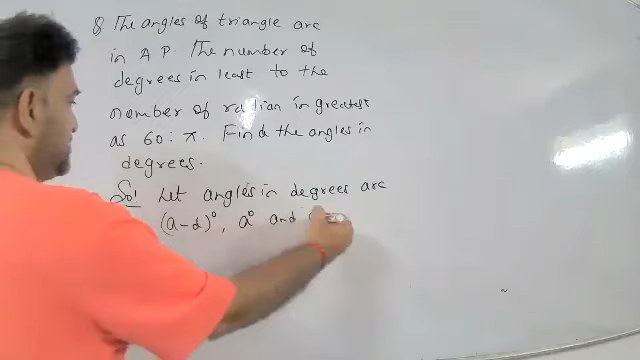 8 The angles of triangle are
in A P. The number of
degrees in least to the
number of radian in greatest
as 60 : π. Find the angles in
degrees.
Sol Let angles in degrees are
(a-d)°, a° and